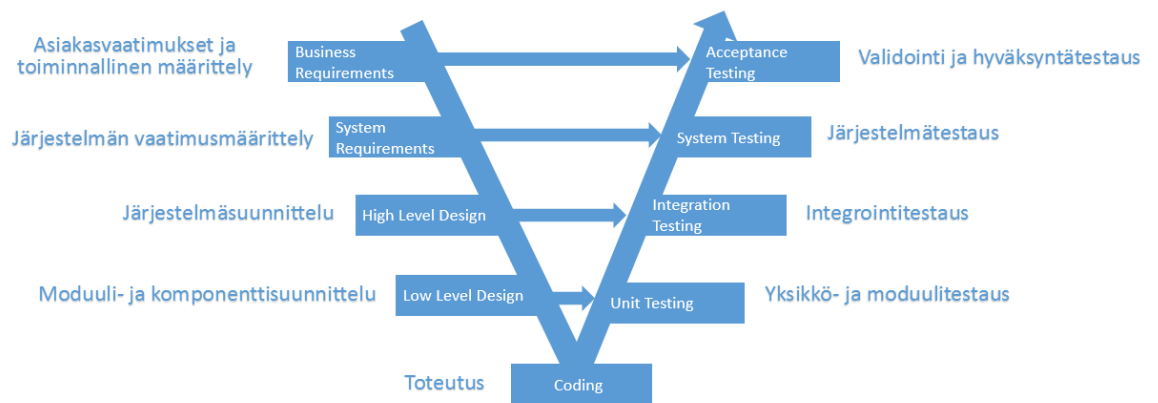 Asiakasvaatimukset ja
toiminnallinen määrittely
Business
Requirements
Acceptance
Testing
Validointi ja hyväksyntätestaus
Järjestelmän vaatimusmäärittely
System
Requirements
System Testing
Järjestelmätestaus
Järjestelmäsuunnittelu
High Level Design
Integration
Testing
Integrointitestaus
Moduuli- ja komponenttisuunnittelu
Low Level Design
Unit Testing
Yksikkö- ja moduulitestaus
Toteutus
Coding